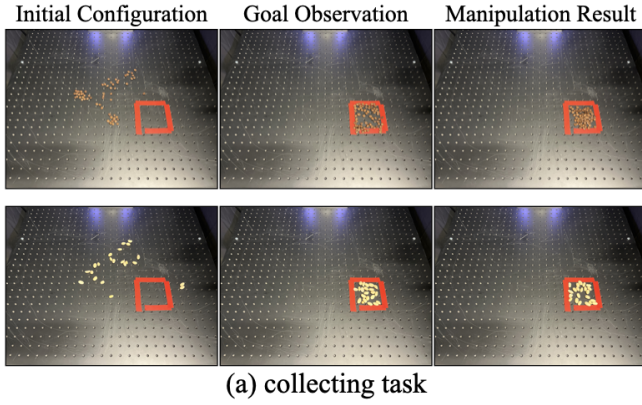 Initial Configuration Goal Observation Manipulation Result
(a) collecting task